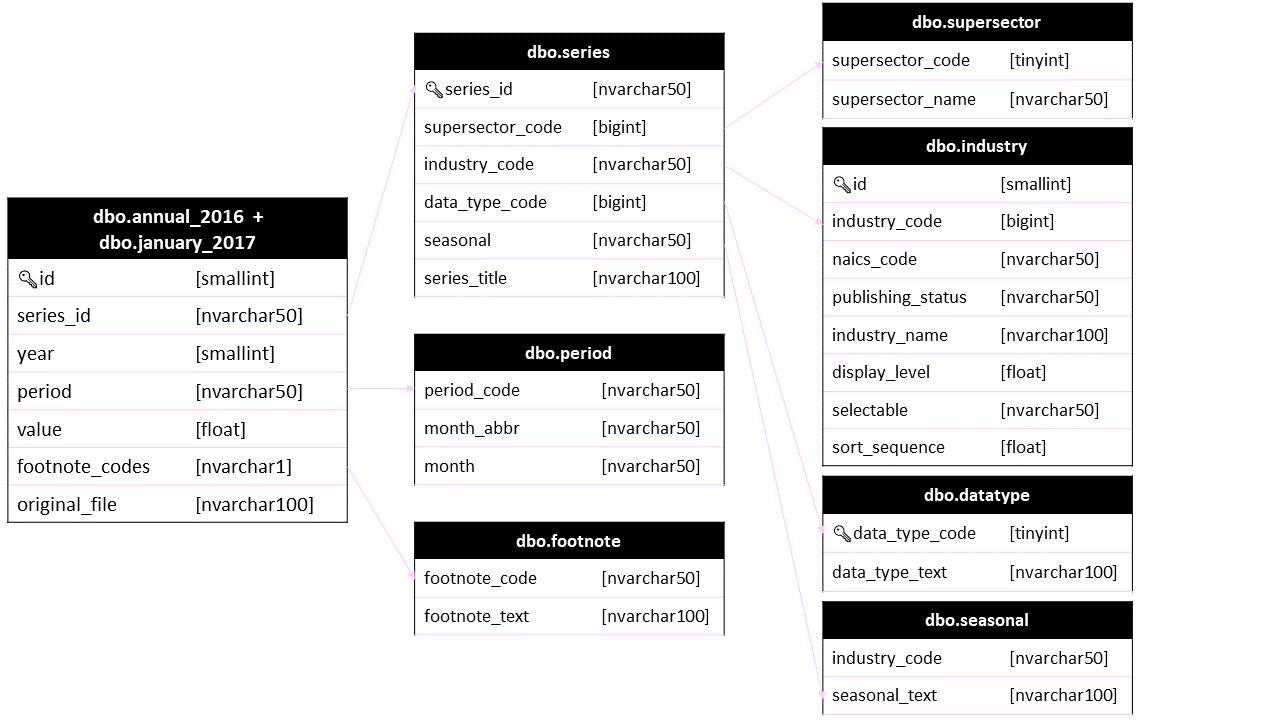 dbo.annual_2016 +
dbo.january_2017
id [smallint]
series_id [nvarchar50]
year [smallint]
period [nvarchar50]
value [float]
footnote_codes [nvarchar1]
original_file [nvarchar100]
dbo.series
series_id [nvarchar50]
supersector_code [bigint]
industry_code [nvarchar50]
data_type_code [bigint]
seasonal [nvarchar50]
series_title [nvarchar100]
dbo.period
period_code [nvarchar50]
month_abbr [nvarchar50]
month [nvarchar50]
dbo.footnote
footnote_code [nvarchar50]
footnote_text [nvarchar100]
dbo.supersector
supersector_code [tinyint]
supersector_name [nvarchar50]
dbo.industry
id [smallint]
industry_code [bigint]
naics_code [nvarchar50]
publishing_status [nvarchar50]
industry_name [nvarchar100]
display_level [float]
selectable [nvarchar50]
sort_sequence [float]
dbo.datatype
data_type_code [tinyint]
data_type_text [nvarchar100]
dbo.seasonal
industry_code [nvarchar50]
seasonal_text [nvarchar100]